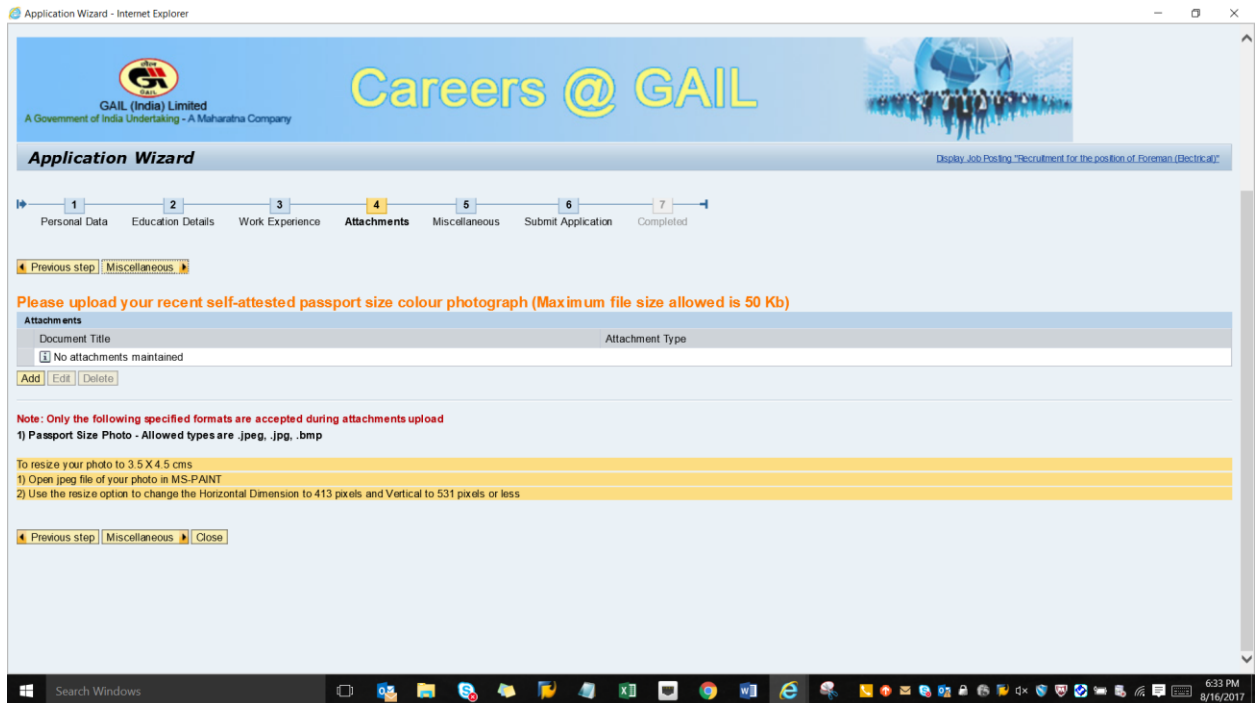 Application Wizard - Internet Explorer
गेल
GAIL
GAIL (India) Limited
A Government of India Undertaking - A Maharatna Company
Careers @ GAIL
Application Wizard
Display Job Posting "Recruitment for the position of Foreman (Electrical)"
1 2 3 4 5 6 7
Personal Data Education Details Work Experience Attachments Miscellaneous Submit Application Completed
Previous step Miscellaneous
Please upload your recent self-attested passport size colour photograph (Maximum file size allowed is 50 Kb)
Attachments
Document Title Attachment Type
No attachments maintained
Add Edit Delete
Note: Only the following specified formats are accepted during attachments upload
1) Passport Size Photo - Allowed types are .jpeg, .jpg, .bmp
To resize your photo to 3.5 X 4.5 cms
1) Open jpeg file of your photo in MS-PAINT
2) Use the resize option to change the Horizontal Dimension to 413 pixels and Vertical to 531 pixels or less
Previous step Miscellaneous Close
Search Windows
6:33 PM
8/16/2017